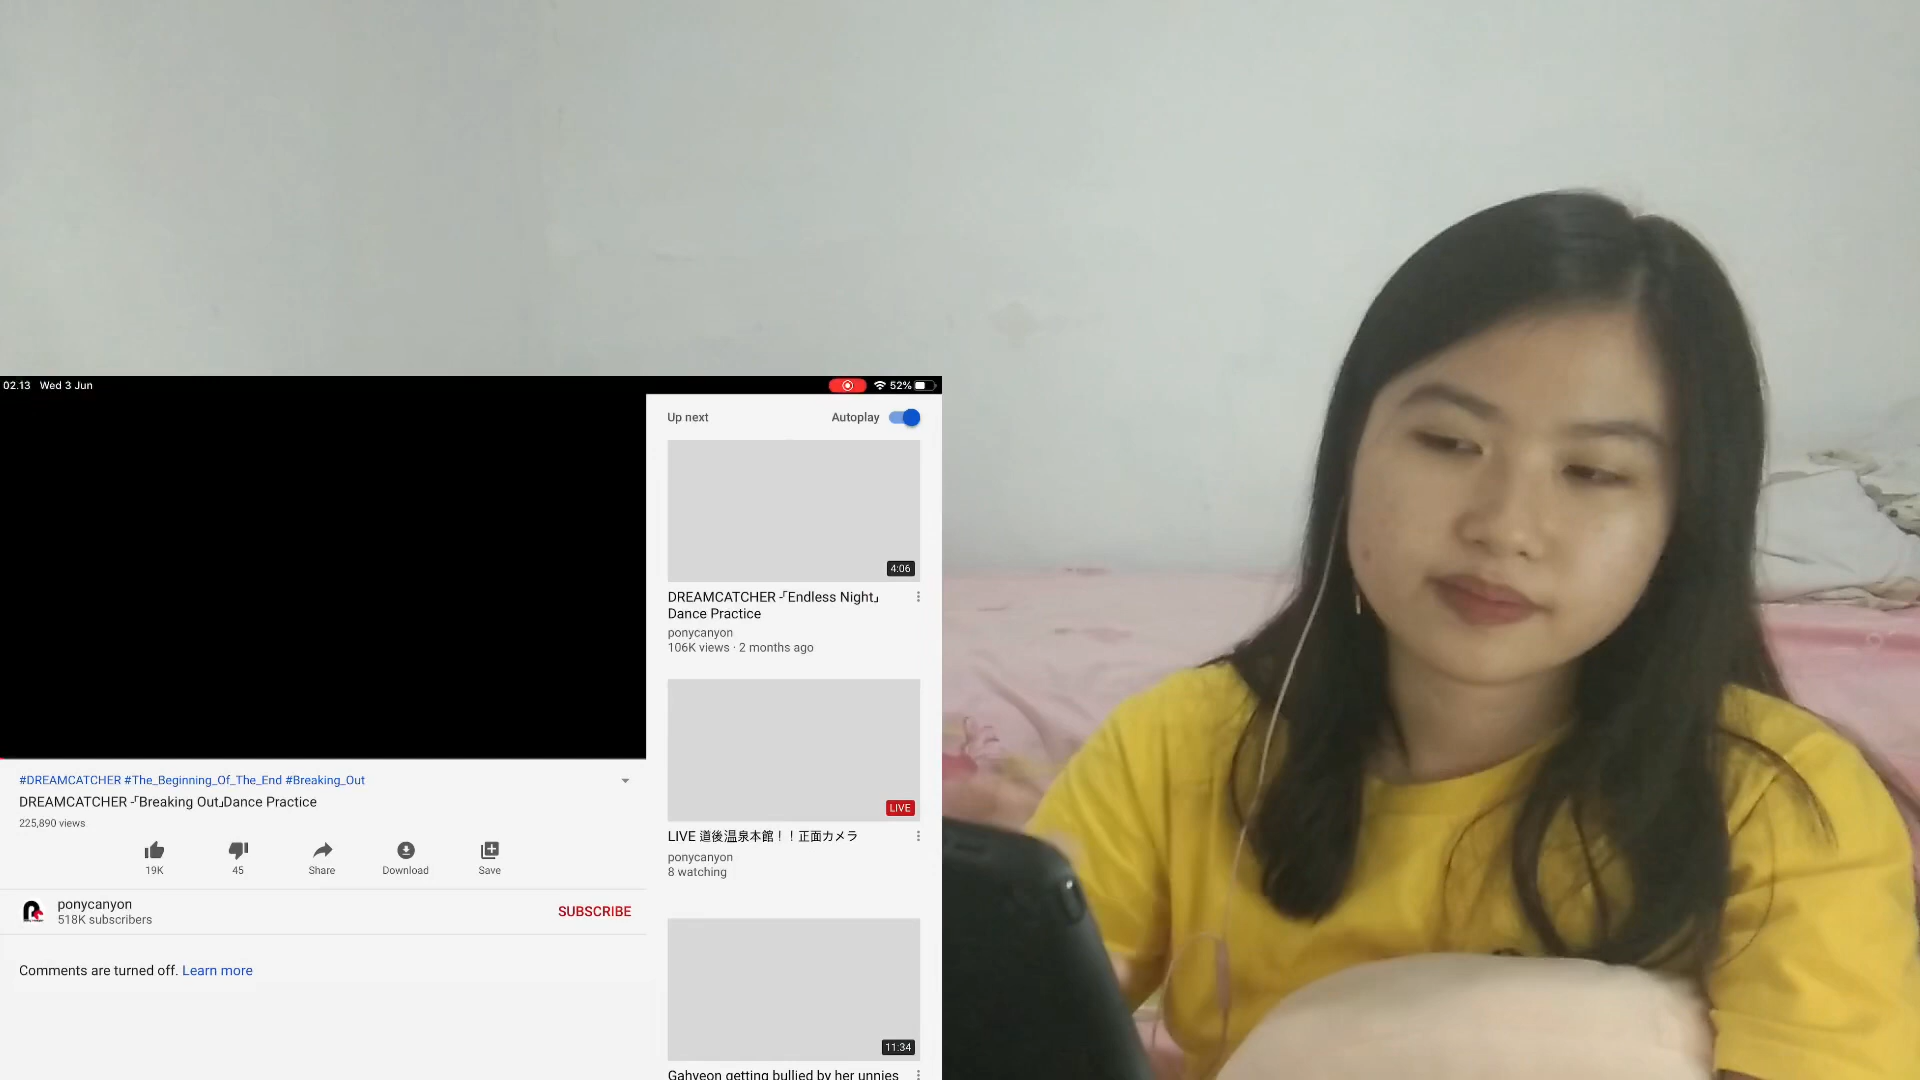 02.13 Wed 3 Jun
52%
Up next
Autoplay
4:06
DREAMCATCHER -「Endless Night」
Dance Practice
ponycanyon
106K views · 2 months ago
LIVE
LIVE 道後温泉本館！！正面カメラ
ponycanyon
8 watching
11:34
Gahyeon getting bullied by her unnies
#DREAMCATCHER #The_Beginning_Of_The_End #Breaking_Out
DREAMCATCHER -「Breaking Out」Dance Practice
225,890 views
19K
45
Share
Download
Save
ponycanyon
518K subscribers
SUBSCRIBE
Comments are turned off. Learn more